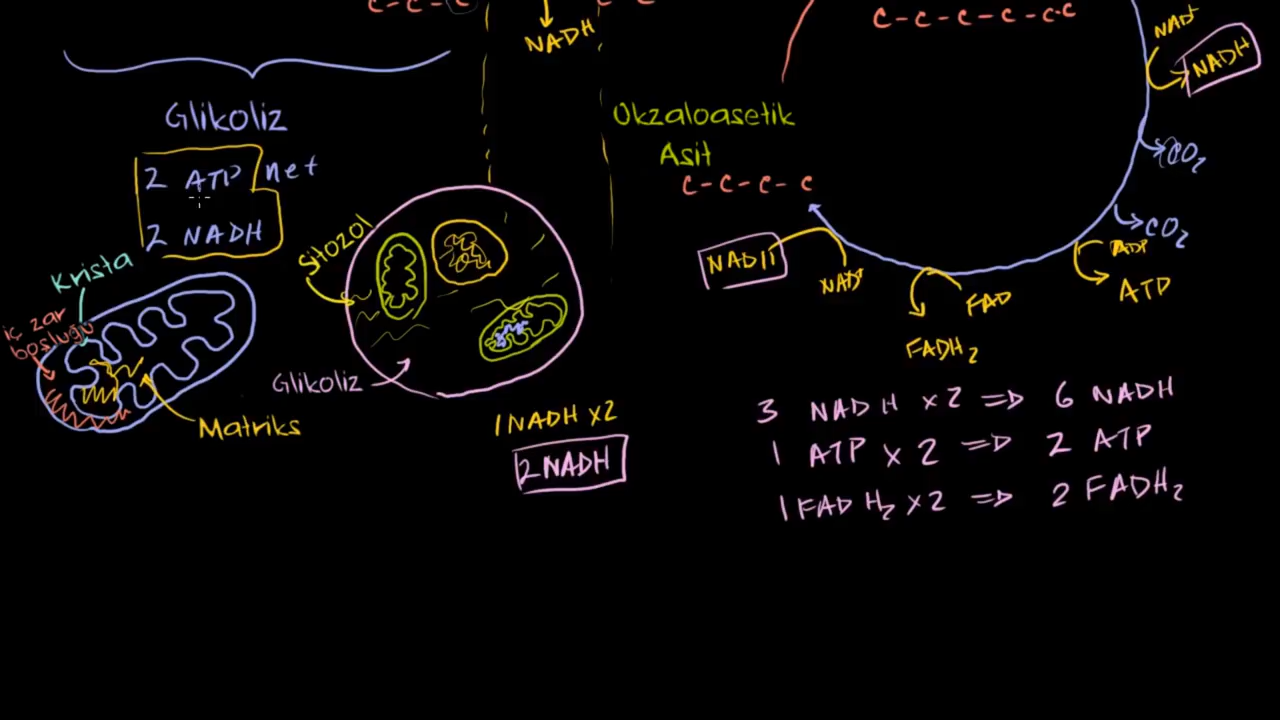 C-C-C
NADH
C-C-C-C-C-C
NAD+
NADH
Glikoliz
2 ATP net
2 NADH
Okzaloasetik
Asit
C-C-C-C
CO2
CO2
ADP
ATP
NADH
NAD+
FAD
FADH2
Sitozol
Krista
iç zar
boşluğu
Matriks
Glikoliz
1 NADH x2
2 NADH
3 NADH x2 => 6 NADH
1 ATP x 2 => 2 ATP
1 FADH2 x2 => 2 FADH2